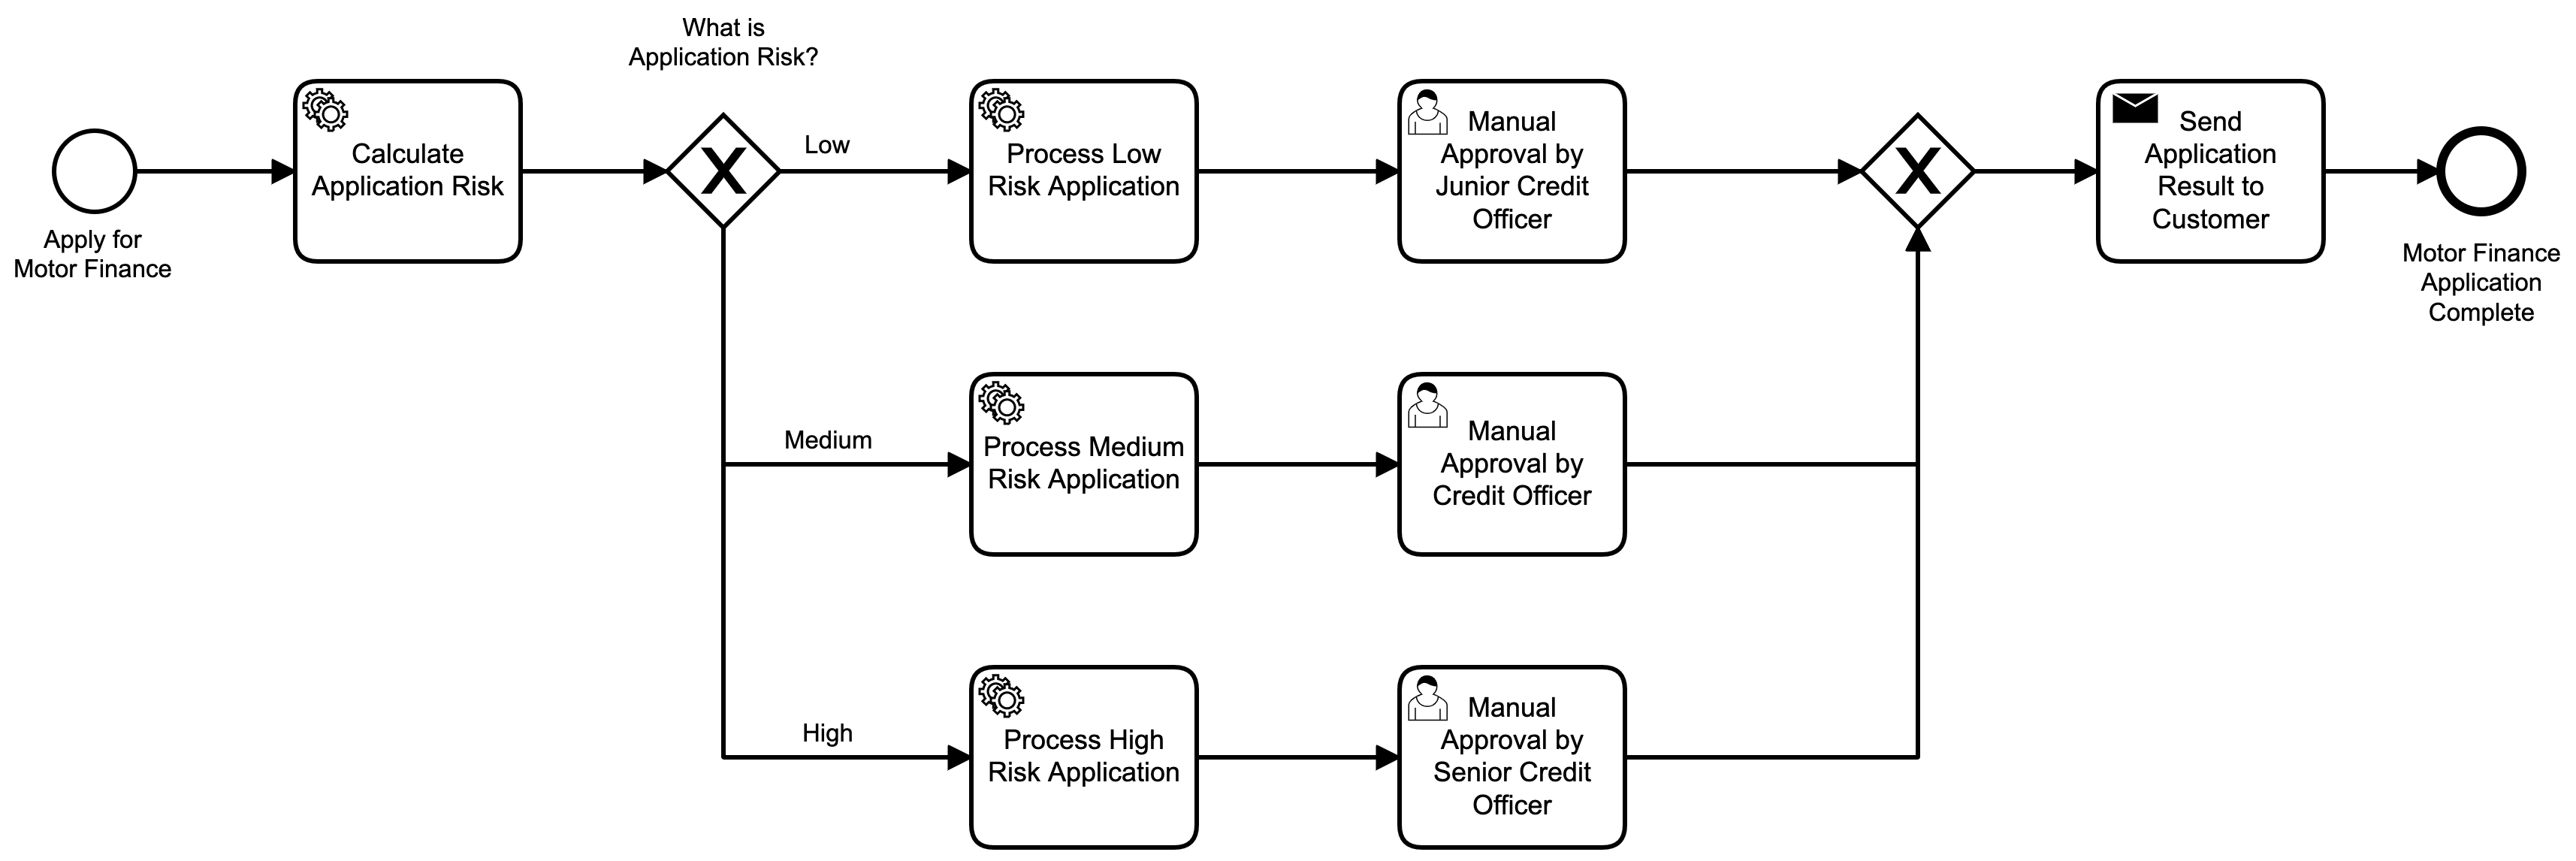 What is
Application Risk?
Apply for
Motor Finance
Calculate
Application Risk
X
Low
Process Low
Risk Application
Manual
Approval by
Junior Credit
Officer
X
Send
Application
Result to
Customer
Motor Finance
Application
Complete
Medium
Process Medium
Risk Application
Manual
Approval by
Credit Officer
High
Process High
Risk Application
Manual
Approval by
Senior Credit
Officer